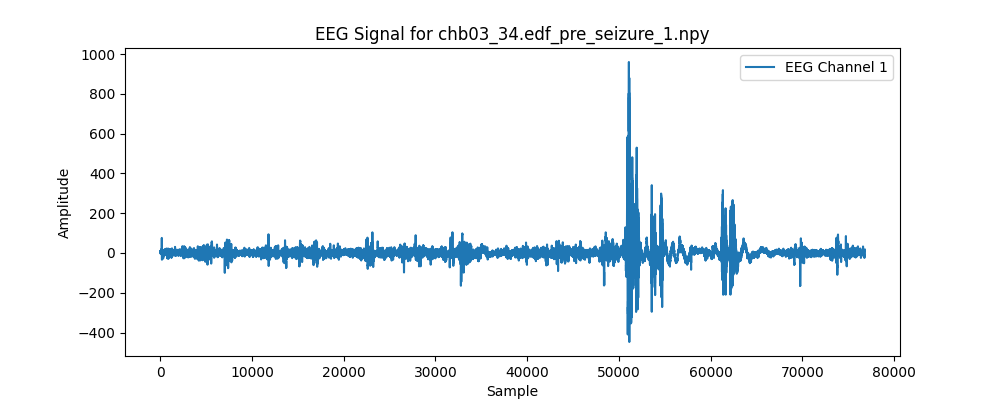 EEG Signal for chb03_34.edf_pre_seizure_1.npy
EEG Channel 1
1000
800
600
400
200
0
−200
−400
Amplitude
0 10000 20000 30000 40000 50000 60000 70000 80000
Sample